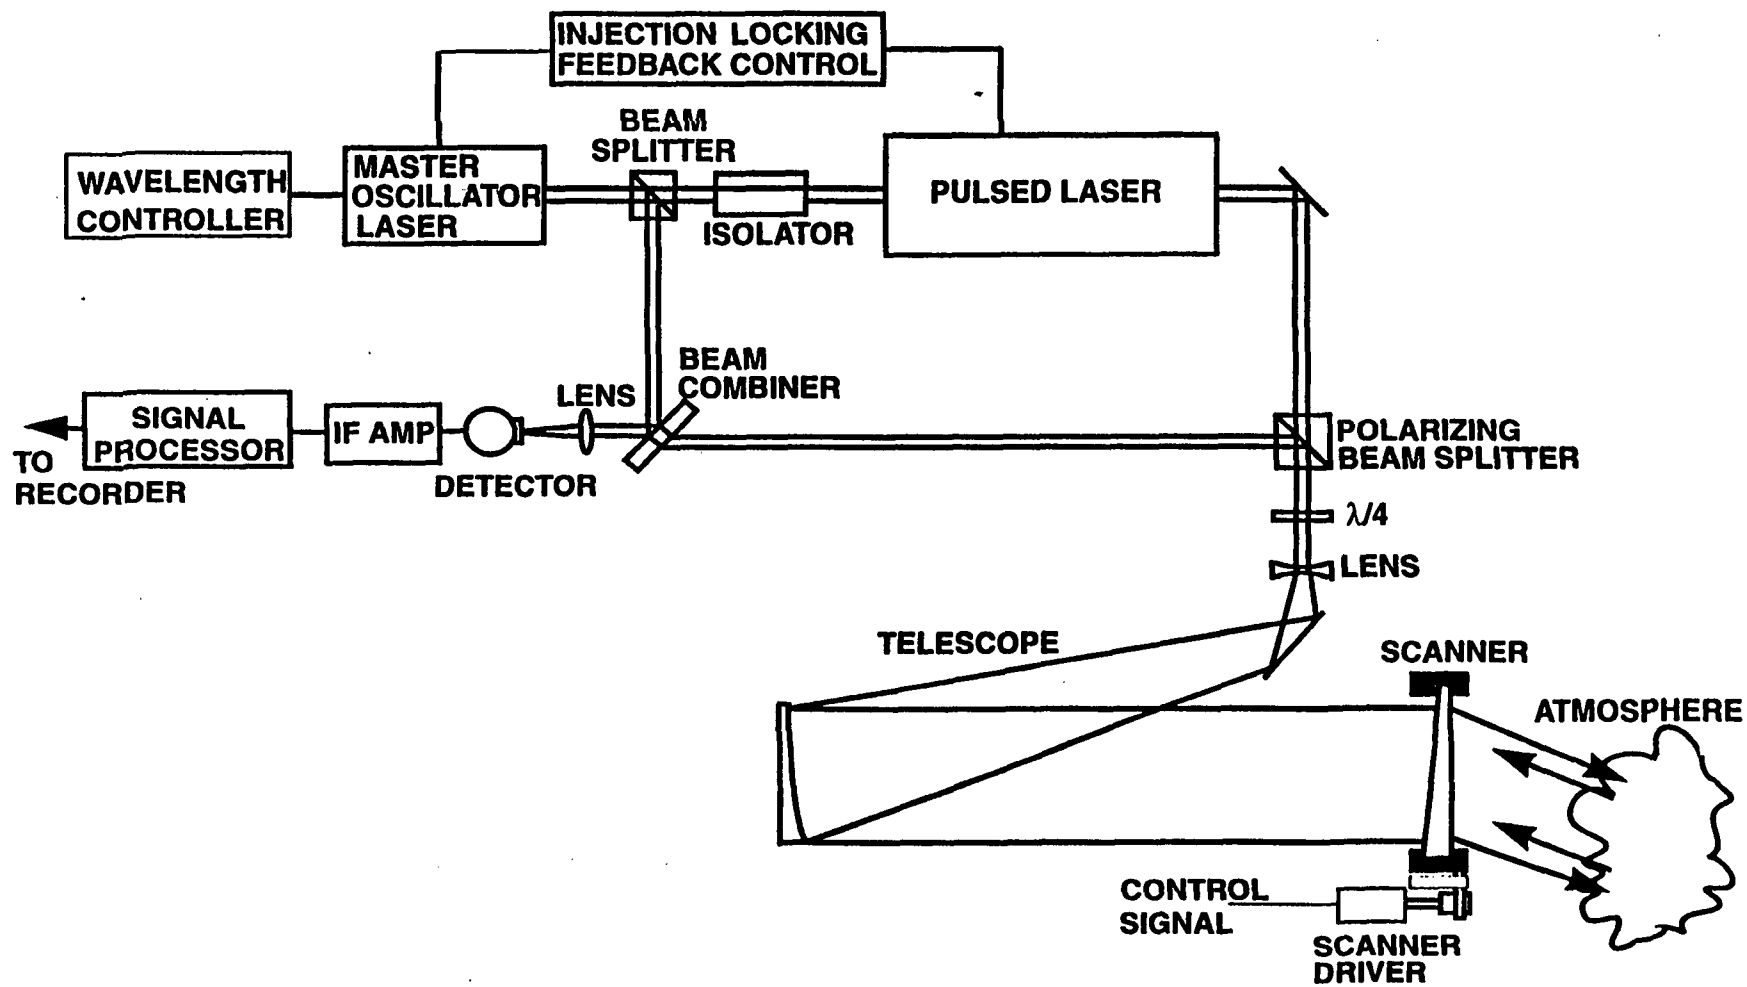 INJECTION LOCKING
FEEDBACK CONTROL
BEAM
SPLITTER
WAVELENGTH
CONTROLLER
MASTER
OSCILLATOR
LASER
ISOLATOR
PULSED LASER
BEAM
COMBINER
LENS
SIGNAL
PROCESSOR
IF AMP
DETECTOR
TO
RECORDER
POLARIZING
BEAM SPLITTER
λ/4
LENS
TELESCOPE
SCANNER
ATMOSPHERE
CONTROL
SIGNAL
SCANNER
DRIVER